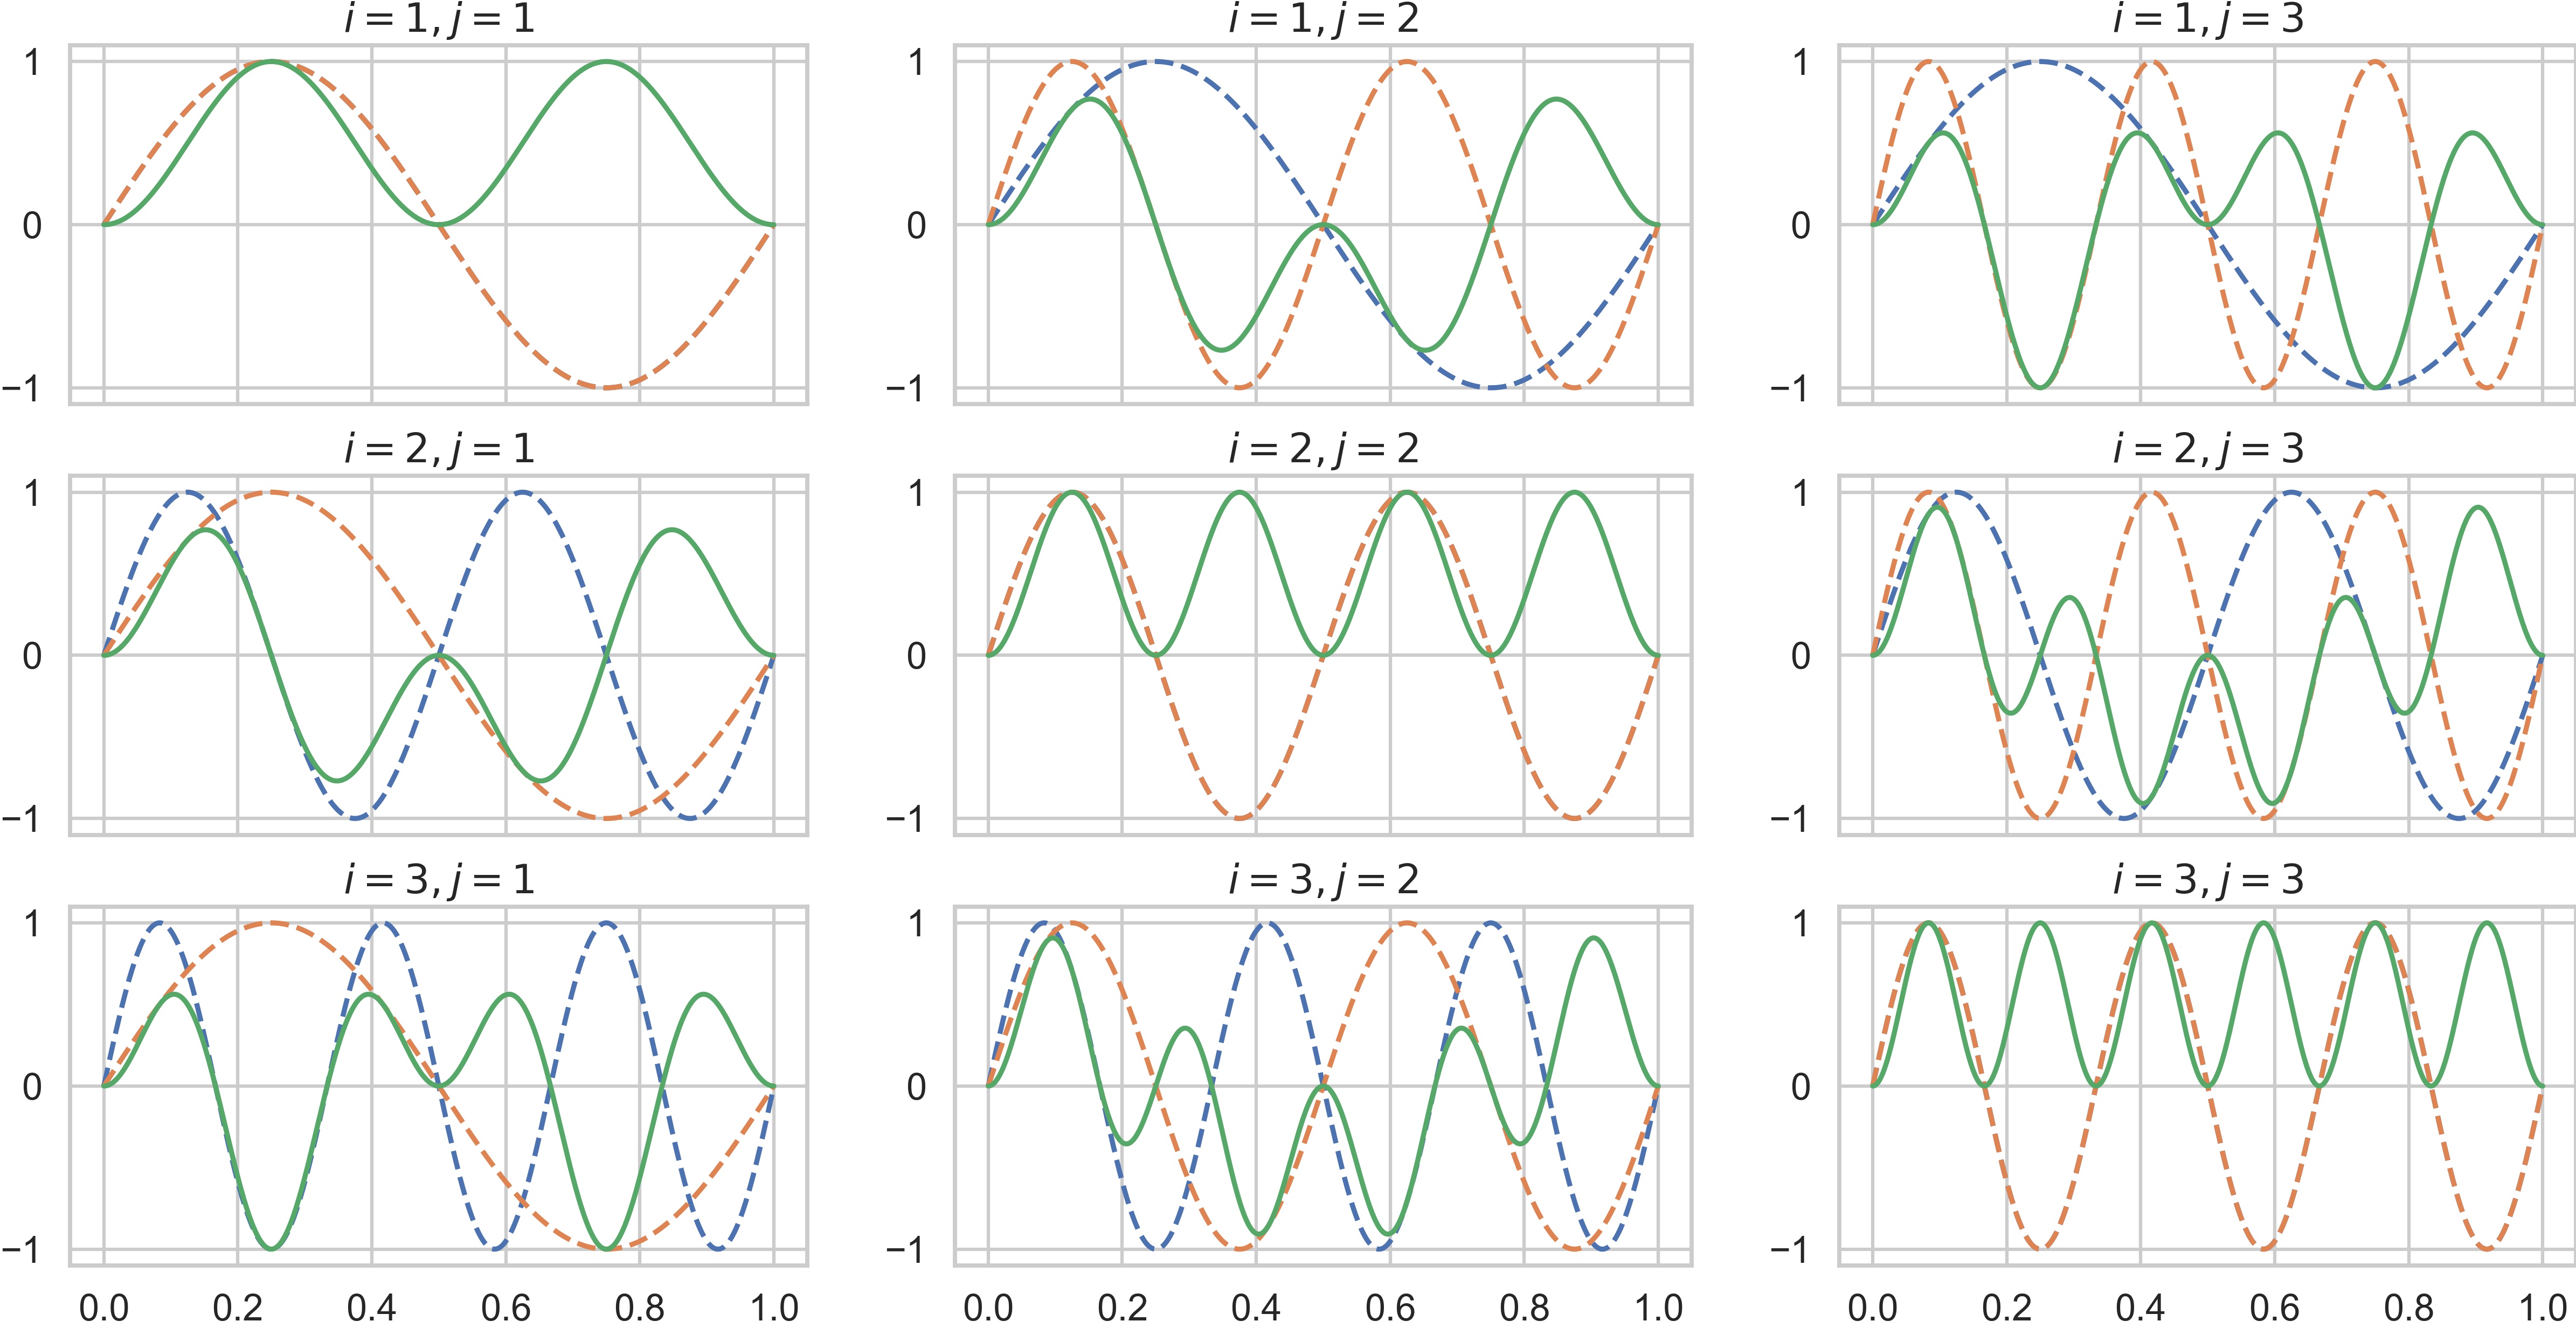 i = 1, j = 1
i = 1, j = 2
i = 1, j = 3
1
0
−1
1
0
−1
1
0
−1
i = 2, j = 1
i = 2, j = 2
i = 2, j = 3
1
0
−1
1
0
−1
1
0
−1
i = 3, j = 1
i = 3, j = 2
i = 3, j = 3
1
0
−1
1
0
−1
1
0
−1
0.0 0.2 0.4 0.6 0.8 1.0
0.0 0.2 0.4 0.6 0.8 1.0
0.0 0.2 0.4 0.6 0.8 1.0